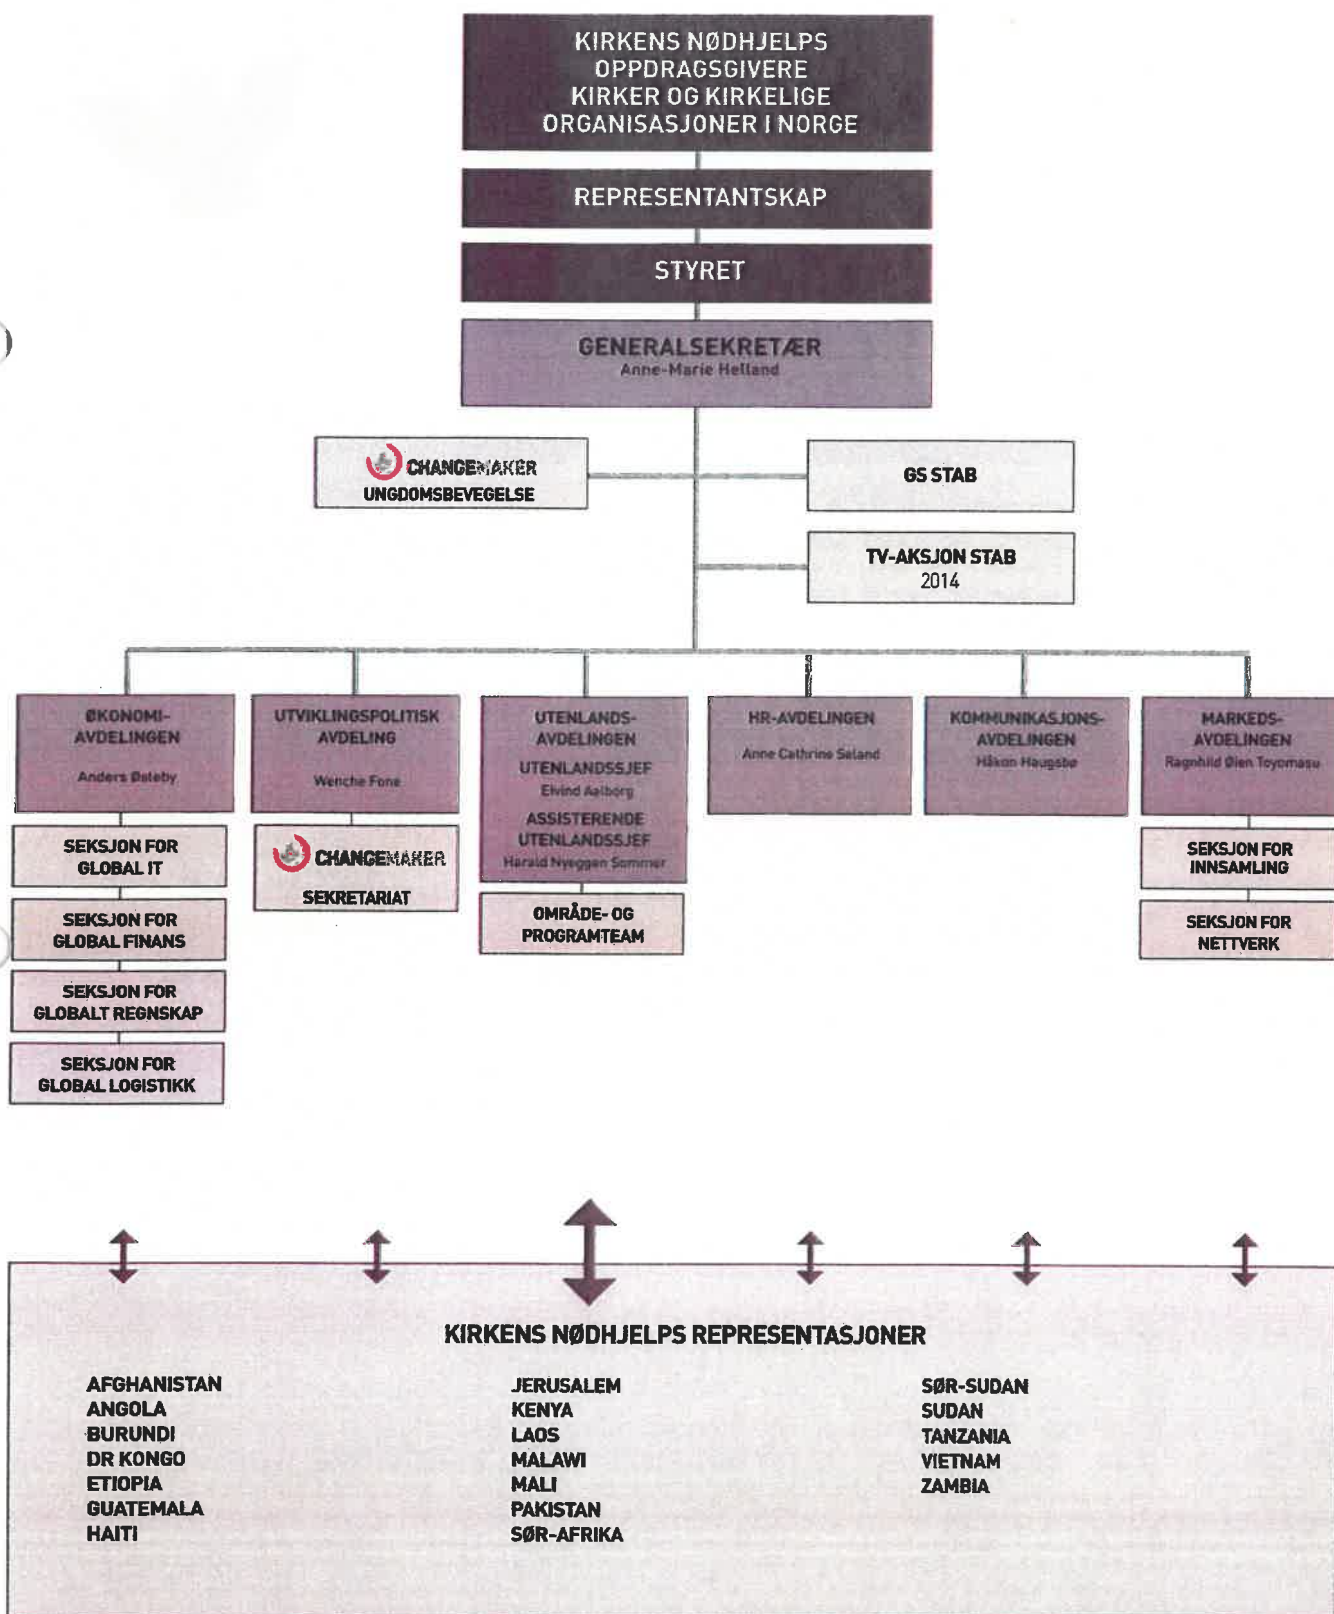 KIRKENS NØDHJELPS
OPPDRAGSGIVERE
KIRKER OG KIRKELIGE
ORGANISASJONER I NORGE
REPRESENTANTSKAP
STYRET
GENERALSEKRETÆR
Anne-Marie Helland
CHANGEMAKER
UNGDOMSBEVEGELSE
GS STAB
TV-AKSJON STAB
2014
ØKONOMI-
AVDELINGEN
Anders Østeby
SEKSJON FOR
GLOBAL IT
SEKSJON FOR
GLOBAL FINANS
SEKSJON FOR
GLOBALT REGNSKAP
SEKSJON FOR
GLOBAL LOGISTIKK
UTVIKLINGSPOLITISK
AVDELING
Wenche Fone
CHANGEMAKER
SEKRETARIAT
UTENLANDS-
AVDELINGEN
UTENLANDSSJEF
Eivind Aalborg
ASSISTERENDE
UTENLANDSSJEF
Harald Nyeggen Sommer
OMRÅDE- OG
PROGRAMTEAM
HR-AVDELINGEN
Anne Cathrine Seland
KOMMUNIKASJONS-
AVDELINGEN
Håkon Haugsbø
MARKEDS-
AVDELINGEN
Ragnhild Øien Toyomasu
SEKSJON FOR
INNSAMLING
SEKSJON FOR
NETTVERK
KIRKENS NØDHJELPS REPRESENTASJONER
AFGHANISTAN
ANGOLA
BURUNDI
DR KONGO
ETIOPIA
GUATEMALA
HAITI
JERUSALEM
KENYA
LAOS
MALAWI
MALI
PAKISTAN
SØR-AFRIKA
SØR-SUDAN
SUDAN
TANZANIA
VIETNAM
ZAMBIA